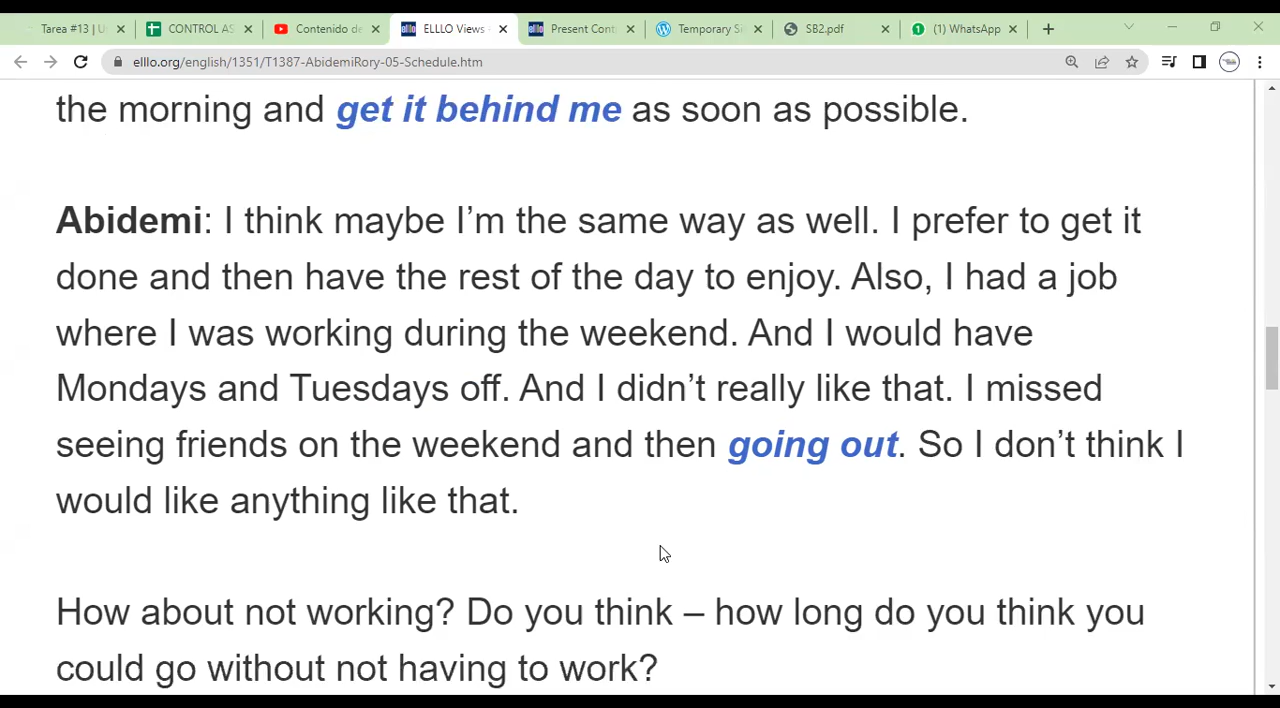 Tarea #13 | U
CONTROL AS
Contenido de
ELLLO Views -
Present Cont
Temporary Si
SB2.pdf
(1) WhatsApp
elllo.org/english/1351/T1387-AbidemiRory-05-Schedule.htm
the morning and get it behind me as soon as possible.
Abidemi: I think maybe I’m the same way as well. I prefer to get it
done and then have the rest of the day to enjoy. Also, I had a job
where I was working during the weekend. And I would have
Mondays and Tuesdays off. And I didn’t really like that. I missed
seeing friends on the weekend and then going out. So I don’t think I
would like anything like that.
How about not working? Do you think – how long do you think you
could go without not having to work?